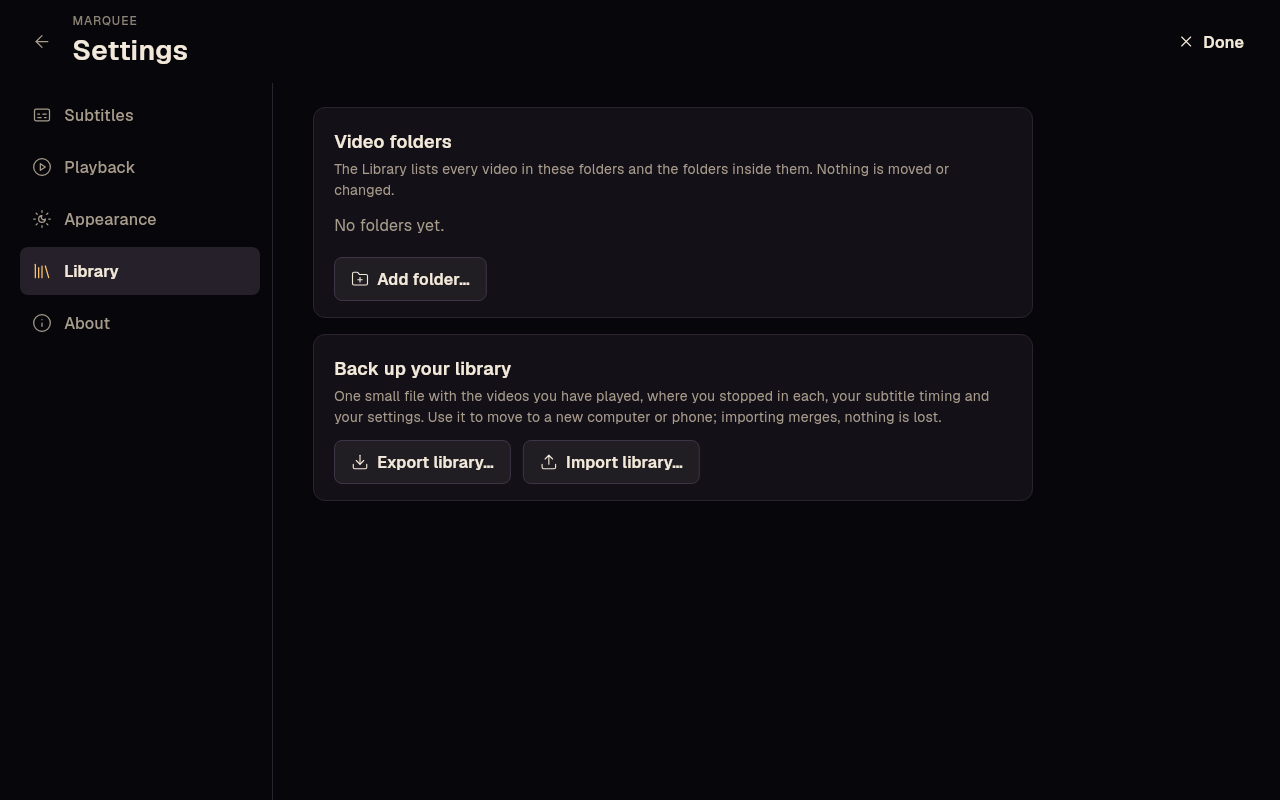 MARQUEE
Settings
Done
Subtitles
Playback
Appearance
Library
About
Video folders
The Library lists every video in these folders and the folders inside them. Nothing is moved or
changed.
No folders yet.
Add folder…
Back up your library
One small file with the videos you have played, where you stopped in each, your subtitle timing and
your settings. Use it to move to a new computer or phone; importing merges, nothing is lost.
Export library…
Import library…